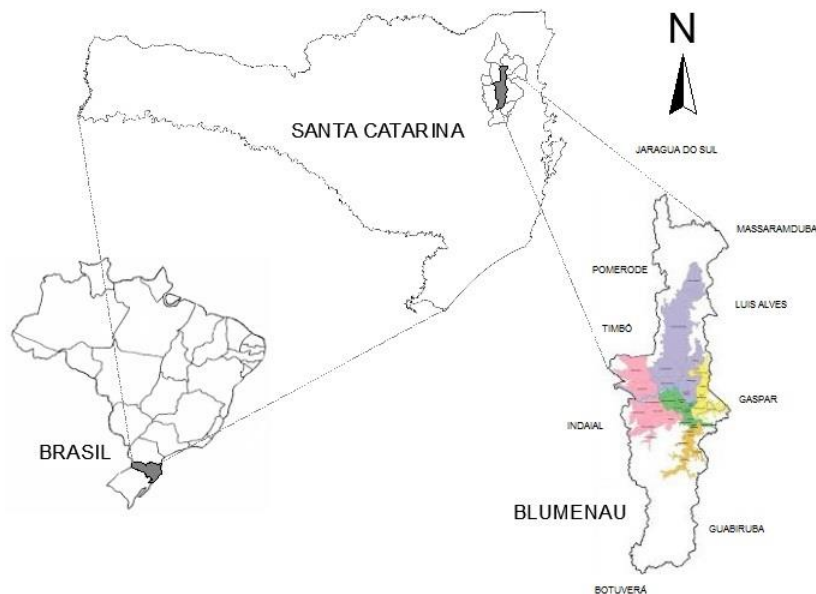 N
SANTA CATARINA
JARAGUA DO SUL
MASSARAMDUBA
POMERODE
LUIS ALVES
TIMBÓ
GASPAR
INDAIAL
BRASIL
BLUMENAU
GUABIRUBA
BOTUVERÁ